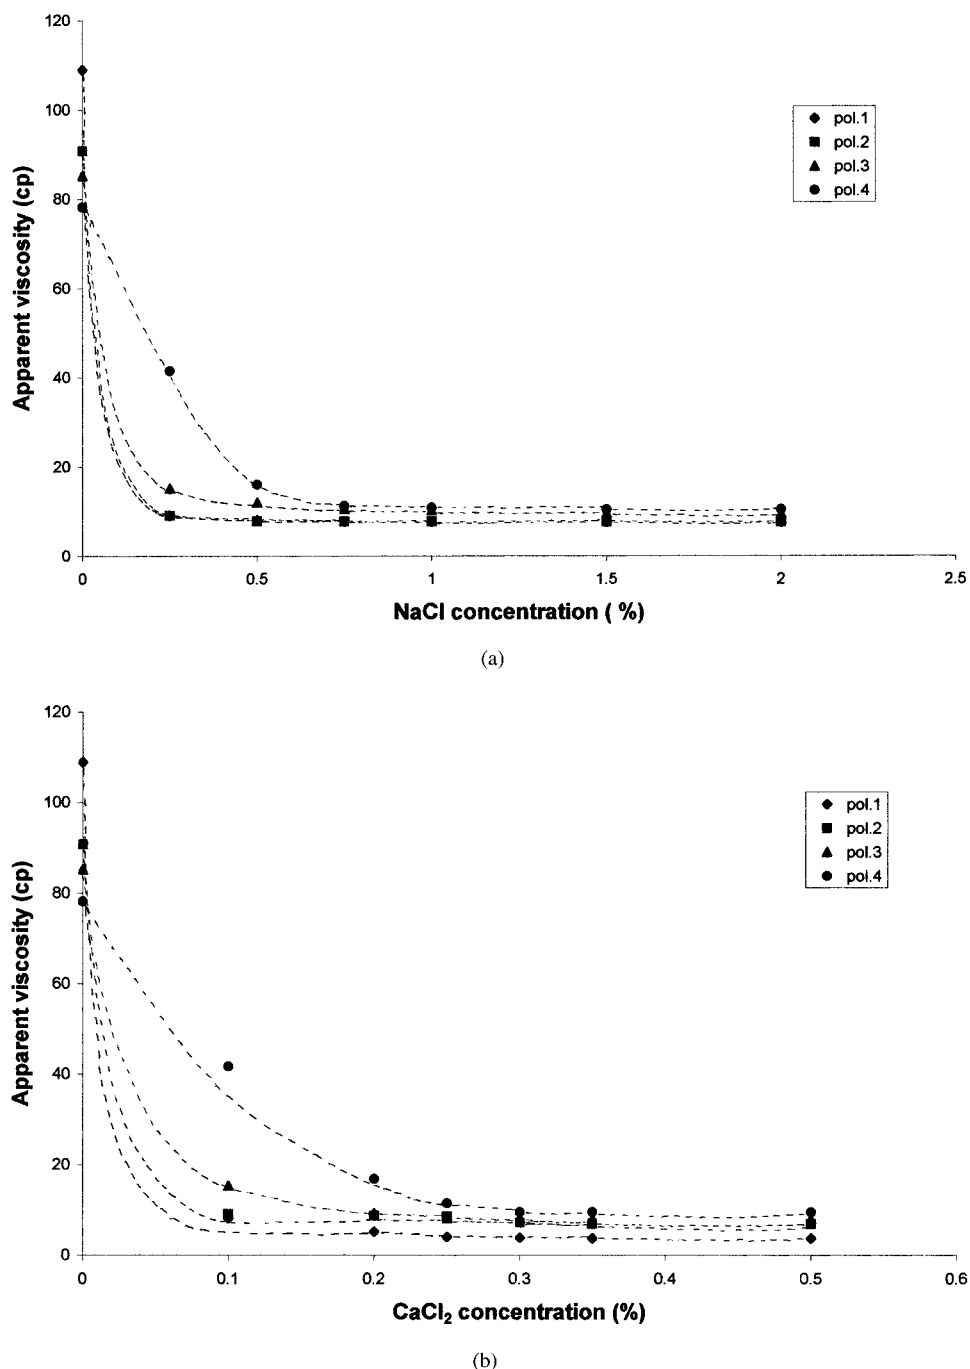 120
100
80
60
40
20
0
Apparent viscosity (cp)
pol.1
pol.2
pol.3
pol.4
0 0.5 1 1.5 2 2.5
NaCl concentration ( %)
(a)
120
100
80
60
40
20
0
Apparent viscosity (cp)
pol.1
pol.2
pol.3
pol.4
0 0.1 0.2 0.3 0.4 0.5 0.6
CaCl₂ concentration (%)
(b)